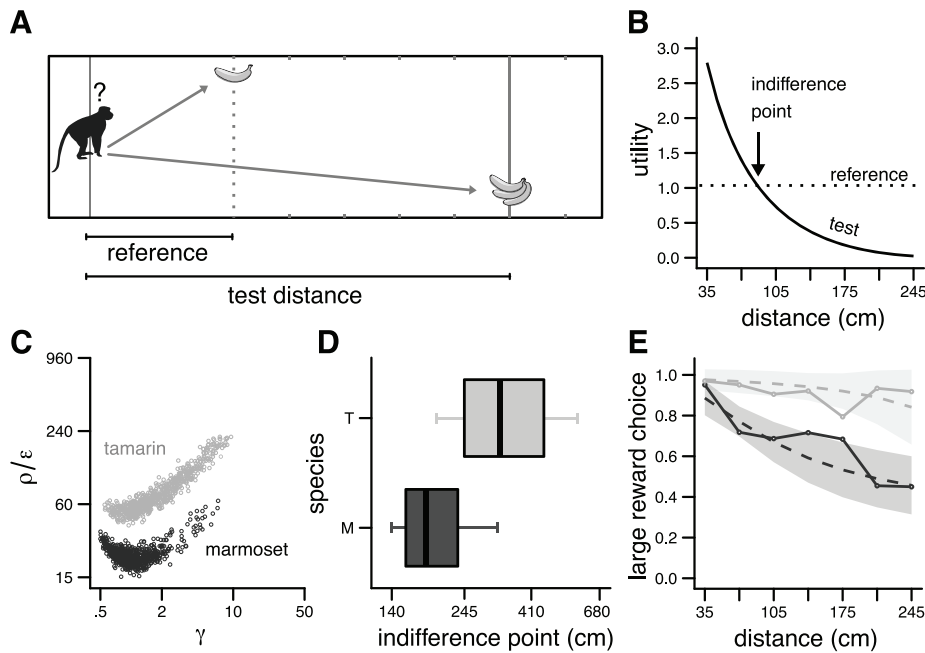 A
?
reference
test distance
B
3.0
2.5
2.0
1.5
1.0
0.5
0.0
utility
indifference
point
reference
test
35
105
175
245
distance (cm)
C
960
240
60
15
ρ/ε
tamarin
marmoset
.5
2
10
50
γ
D
T
M
species
140
245
410
680
indifference point (cm)
E
1.0
0.8
0.6
0.4
0.2
0.0
large reward choice
35
105
175
245
distance (cm)